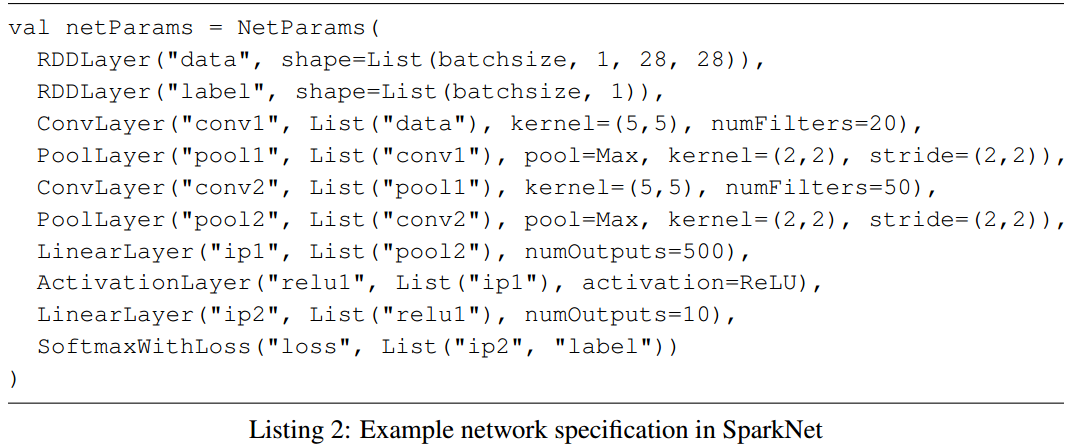 val netParams = NetParams(
  RDDLayer("data", shape=List(batchsize, 1, 28, 28)),
  RDDLayer("label", shape=List(batchsize, 1)),
  ConvLayer("conv1", List("data"), kernel=(5,5), numFilters=20),
  PoolLayer("pool1", List("conv1"), pool=Max, kernel=(2,2), stride=(2,2)),
  ConvLayer("conv2", List("pool1"), kernel=(5,5), numFilters=50),
  PoolLayer("pool2", List("conv2"), pool=Max, kernel=(2,2), stride=(2,2)),
  LinearLayer("ip1", List("pool2"), numOutputs=500),
  ActivationLayer("relu1", List("ip1"), activation=ReLU),
  LinearLayer("ip2", List("relu1"), numOutputs=10),
  SoftmaxWithLoss("loss", List("ip2", "label"))
)
Listing 2: Example network specification in SparkNet